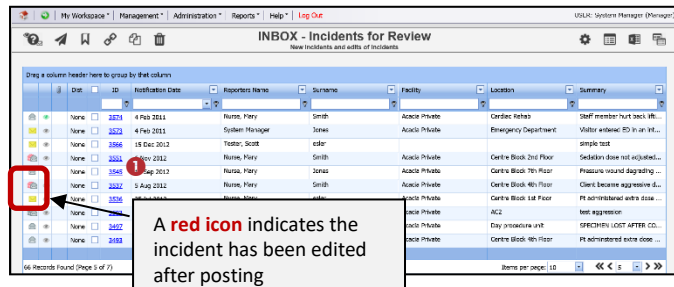 My Workspace Management Administration Reports Help Log Out USER: System Manager (Manager)
INBOX - Incidents for Review
New Incidents and edits of Incidents
Drag a column header here to group by that column
Dist ID Notification Date Reporters Name Surname Facility Location Summary
None 3574 4 Feb 2011 Nurse, Mary Smith Acacia Private Cardiac Rehab Staff member hurt back lifti...
None 3573 4 Feb 2011 System Manager Jones Acacia Private Emergency Department Visitor entered ED in an int...
None 3566 15 Dec 2012 Tester, Scott esler simple test
None 3551 Nov 2012 Nurse, Mary Smith Acacia Private Centre Block 2nd Floor Sedation dose not adjusted...
None 3545 1 Sep 2012 Nurse, Mary Jones Acacia Private Centre Block 7th Floor Pressure wound degrading ...
None 3537 5 Aug 2012 Nurse, Mary Smith Acacia Private Centre Block 4th Floor Client became aggressive d...
None 3536 Acacia Private Centre Block 1st Floor Pt administered extra dose ...
None Private AC2 test aggression
None 3497 Private Day procedure unit SPECIMEN LOST AFTER CO...
None 3493 Private Centre Block 4th Floor Pt administered extra dose ...
A red icon indicates the
incident has been edited
after posting
66 Records Found (Page 5 of 7) Items per page: 10 5